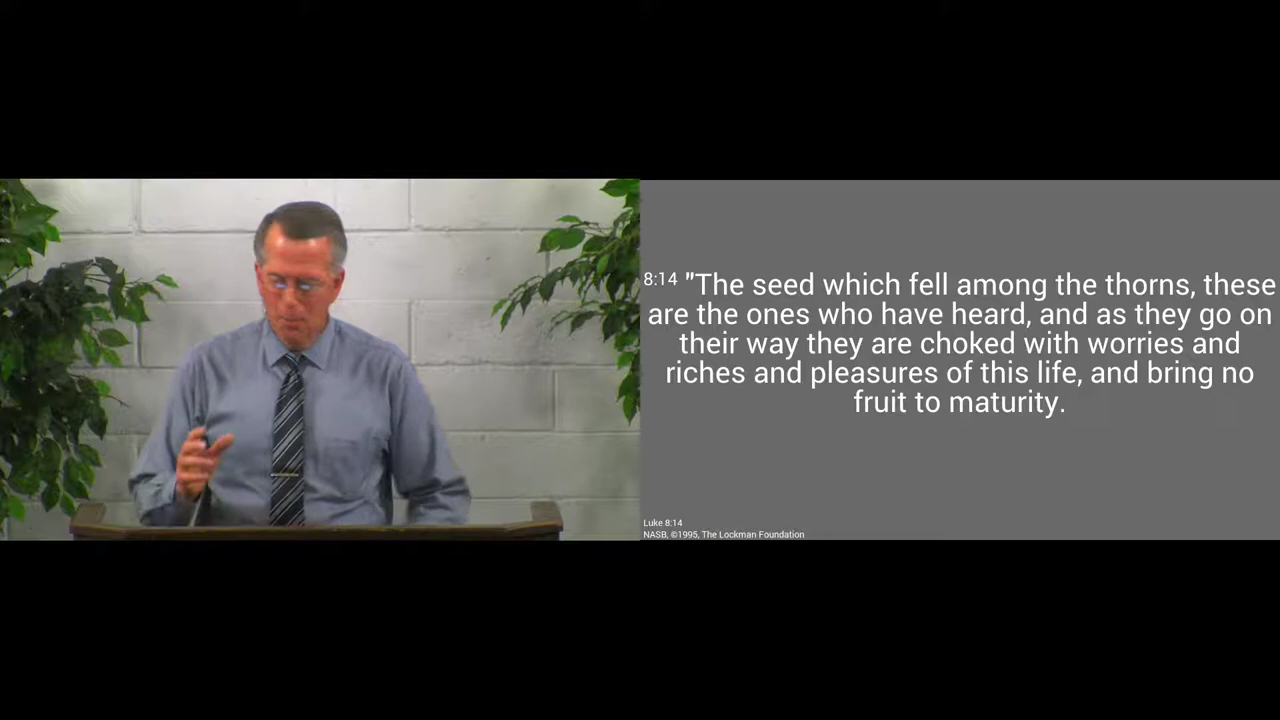 8:14 "The seed which fell among the thorns, these
are the ones who have heard, and as they go on
their way they are choked with worries and
riches and pleasures of this life, and bring no
fruit to maturity.
Luke 8:14
NASB, ©1995, The Lockman Foundation